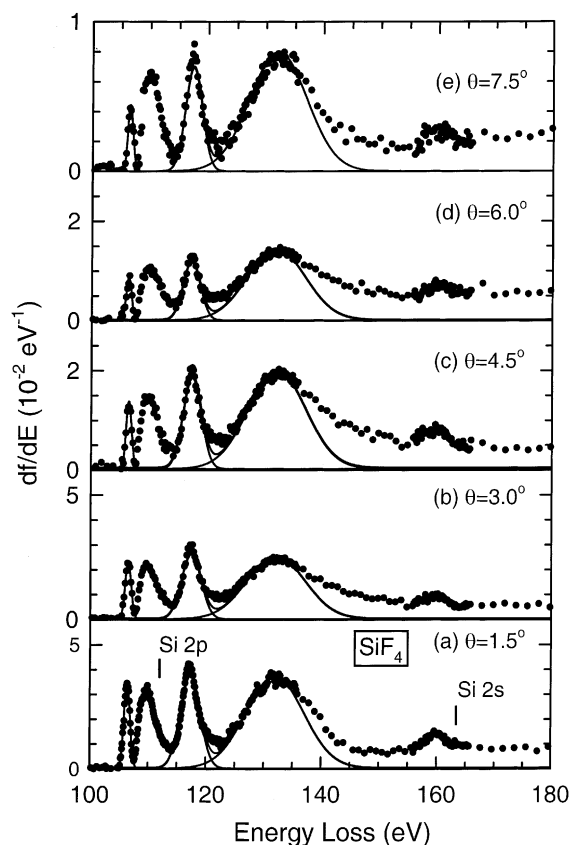 1
(e) θ=7.5°
0
2
(d) θ=6.0°
0
2
(c) θ=4.5°
0
5
(b) θ=3.0°
0
5
Si 2p
SiF4
(a) θ=1.5°
Si 2s
0
100 120 140 160 180
Energy Loss (eV)
df/dE (10⁻² eV⁻¹)